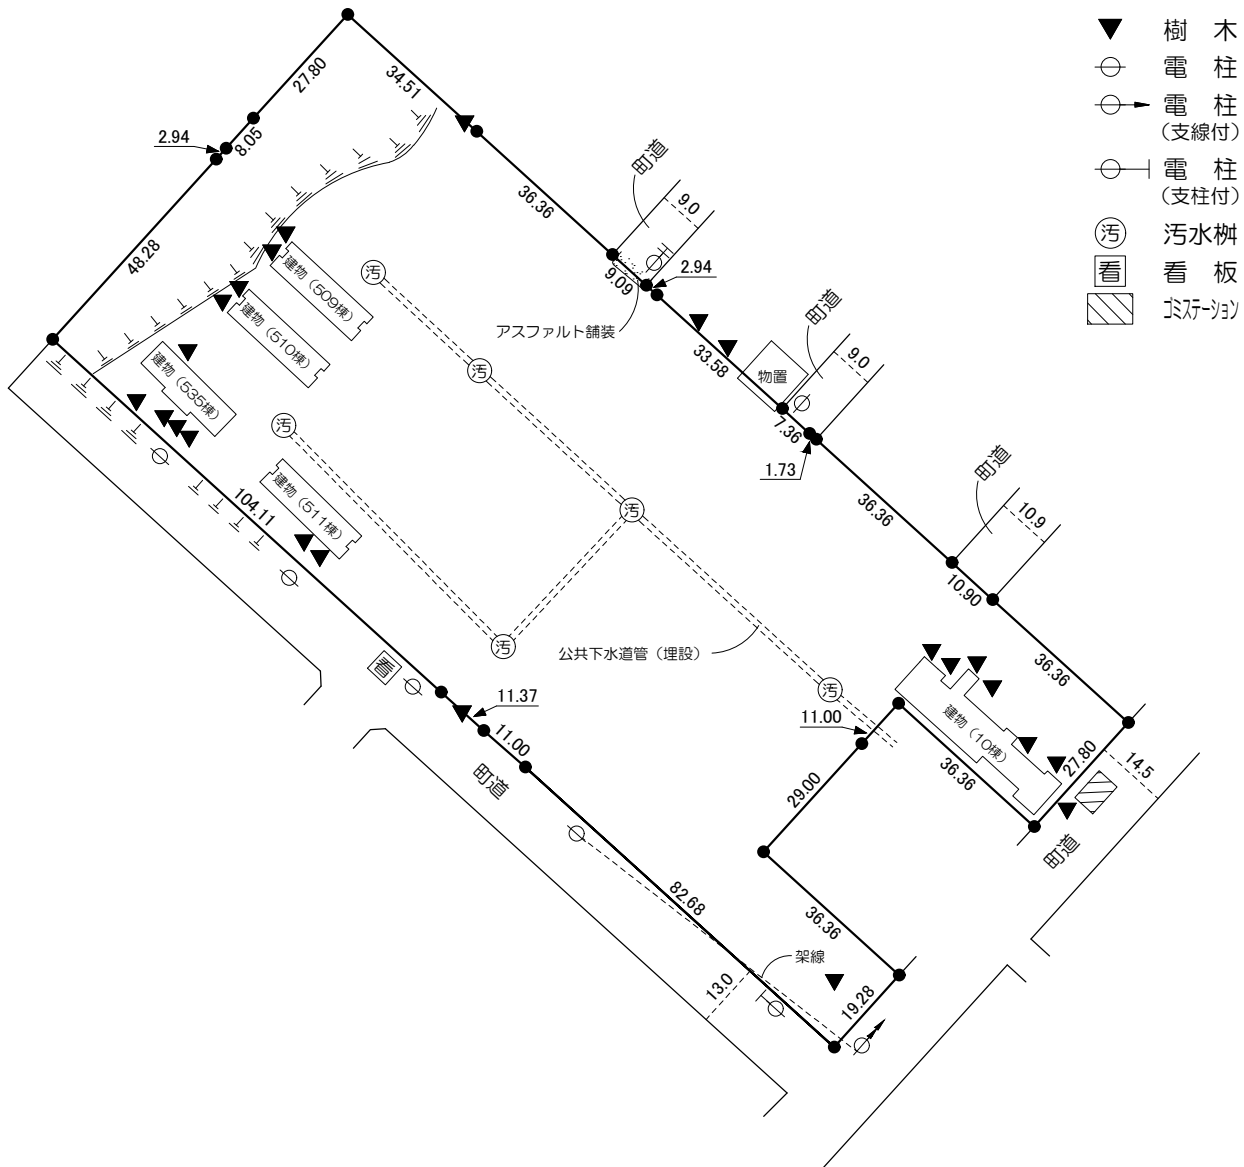 樹 木
電 柱
電 柱
(支線付)
電 柱
(支柱付)
汚 汚水桝
看 看 板
ゴミステーション
27.80
34.51
2.94
8.05
48.28
36.36
町道
9.0
9.09
2.94
アスファルト舗装
建物(509棟)
建物(510棟)
建物(535棟)
建物(511棟)
汚
汚
汚
汚
汚
汚
33.58
物置
町道
9.0
7.36
1.73
36.36
町道
10.9
10.90
36.36
104.11
公共下水道管(埋設)
看
11.37
11.00
町道
11.00
建物(10棟)
36.36
27.80
14.5
町道
29.00
82.68
36.36
架線
13.0
19.28